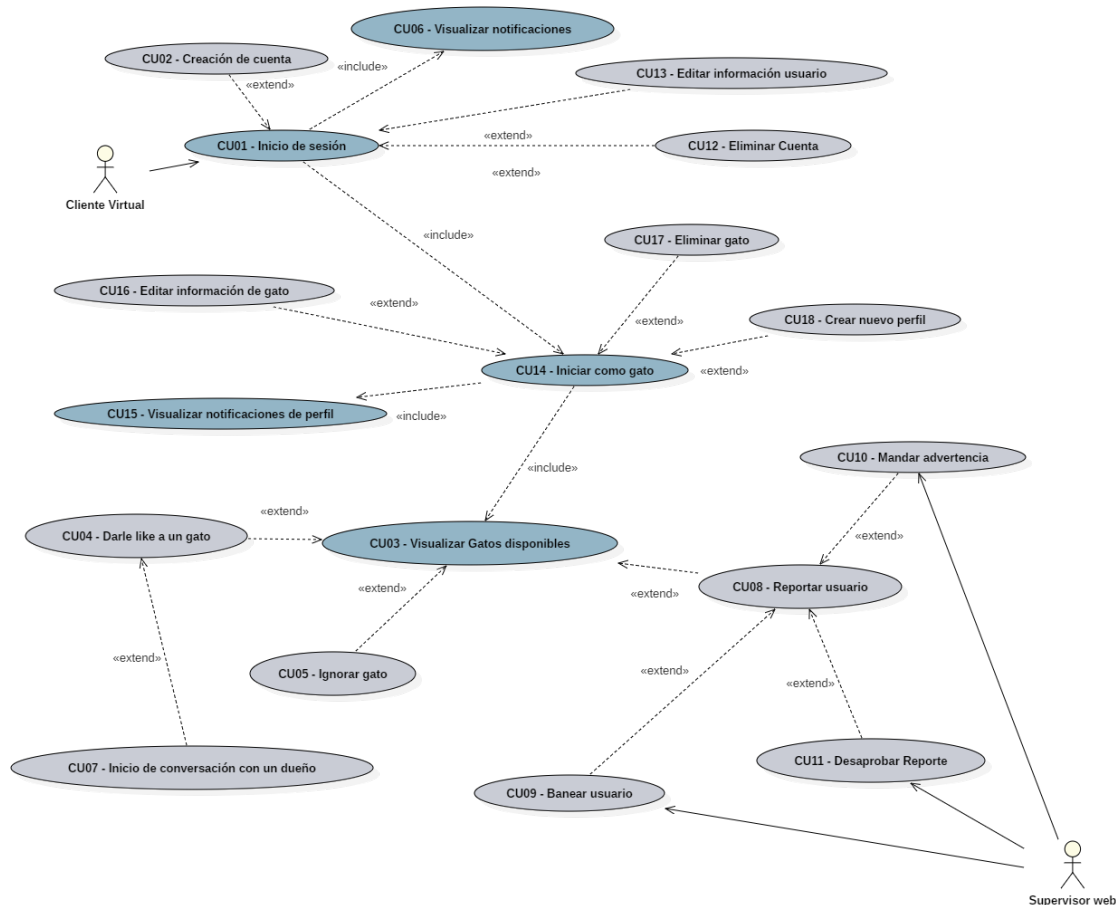 CU06 - Visualizar notificaciones
CU02 - Creación de cuenta
«include»
CU13 - Editar información usuario
«extend»
CU01 - Inicio de sesión
«extend»
CU12 - Eliminar Cuenta
«extend»
Cliente Virtual
«include»
CU17 - Eliminar gato
CU16 - Editar información de gato
«extend»
«extend»
CU18 - Crear nuevo perfil
CU14 - Iniciar como gato
«extend»
CU15 - Visualizar notificaciones de perfil
«include»
CU10 - Mandar advertencia
«include»
«extend»
CU04 - Darle like a un gato
CU03 - Visualizar Gatos disponibles
«extend»
«extend»
CU08 - Reportar usuario
«extend»
«extend»
CU05 - Ignorar gato
«extend»
«extend»
CU07 - Inicio de conversación con un dueño
CU11 - Desaprobar Reporte
CU09 - Banear usuario
Supervisor web